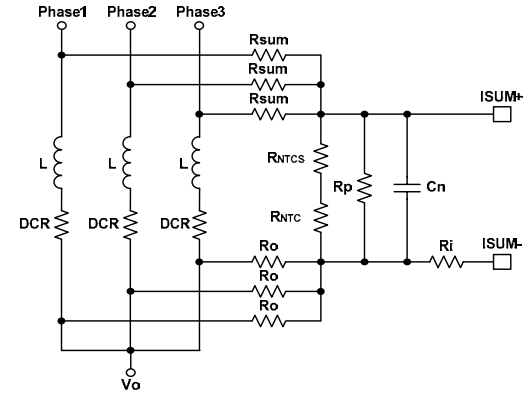 Phase1 Phase2 Phase3
Rsum
Rsum
Rsum
ISUM+
L
L
L
RNTCS
Rp
Cn
RNTC
DCR
DCR
DCR
Ro
Ri
ISUM-
Ro
Ro
Vo